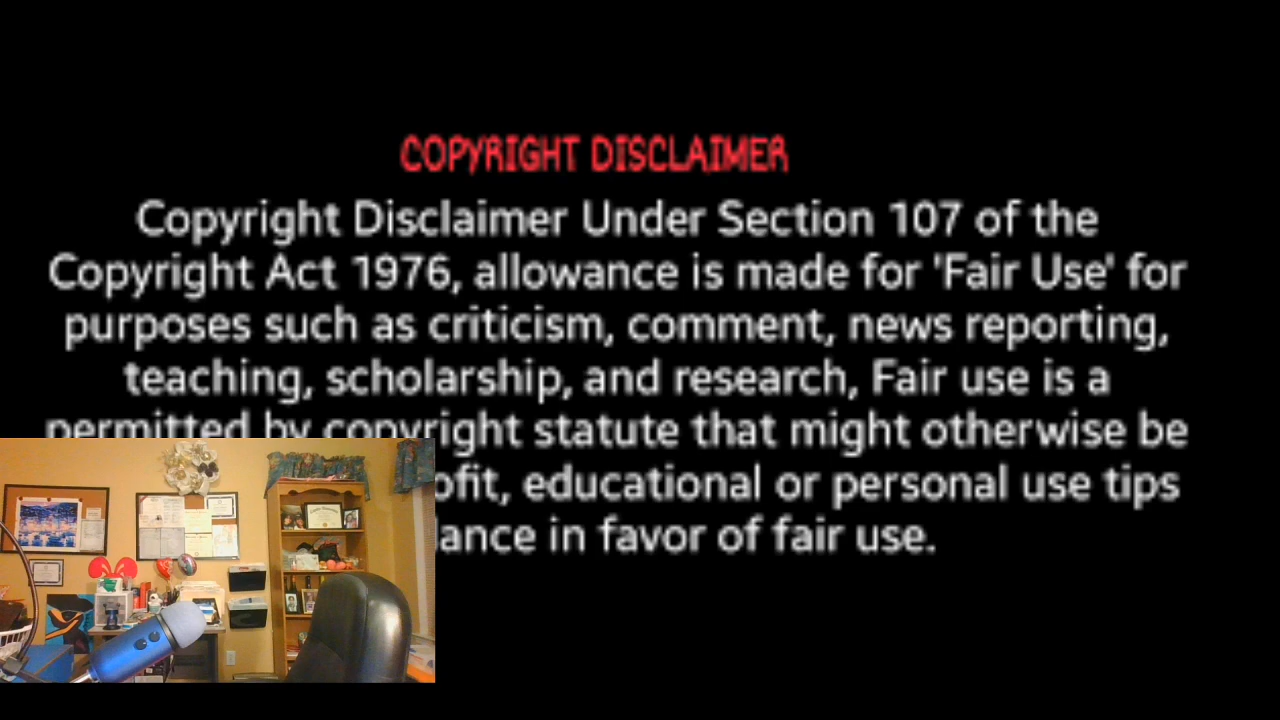 COPYRIGHT DISCLAIMER
Copyright Disclaimer Under Section 107 of the
Copyright Act 1976, allowance is made for 'Fair Use' for
purposes such as criticism, comment, news reporting,
teaching, scholarship, and research, Fair use is a
permitted by copyright statute that might otherwise be
ofit, educational or personal use tips
lance in favor of fair use.